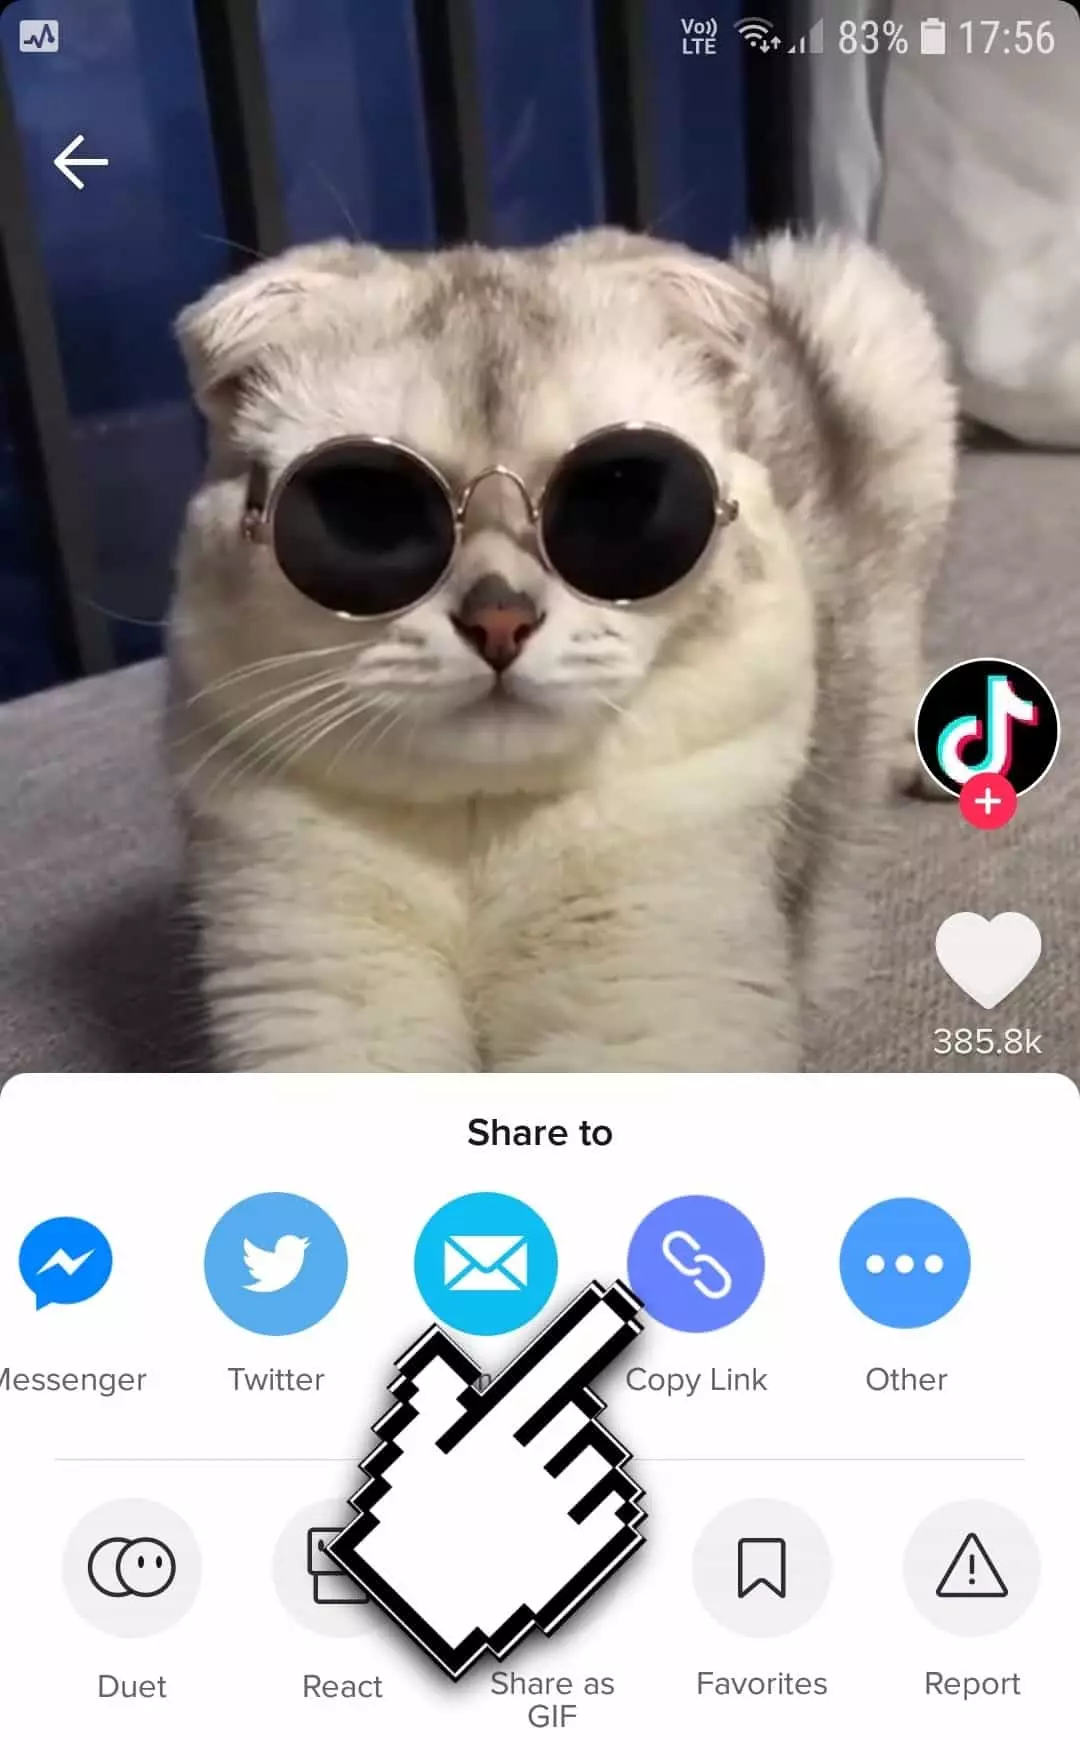 Vo)) LTE 83% 17:56
385.8k
Share to
Messenger Twitter Copy Link Other
Duet React Share as GIF Favorites Report